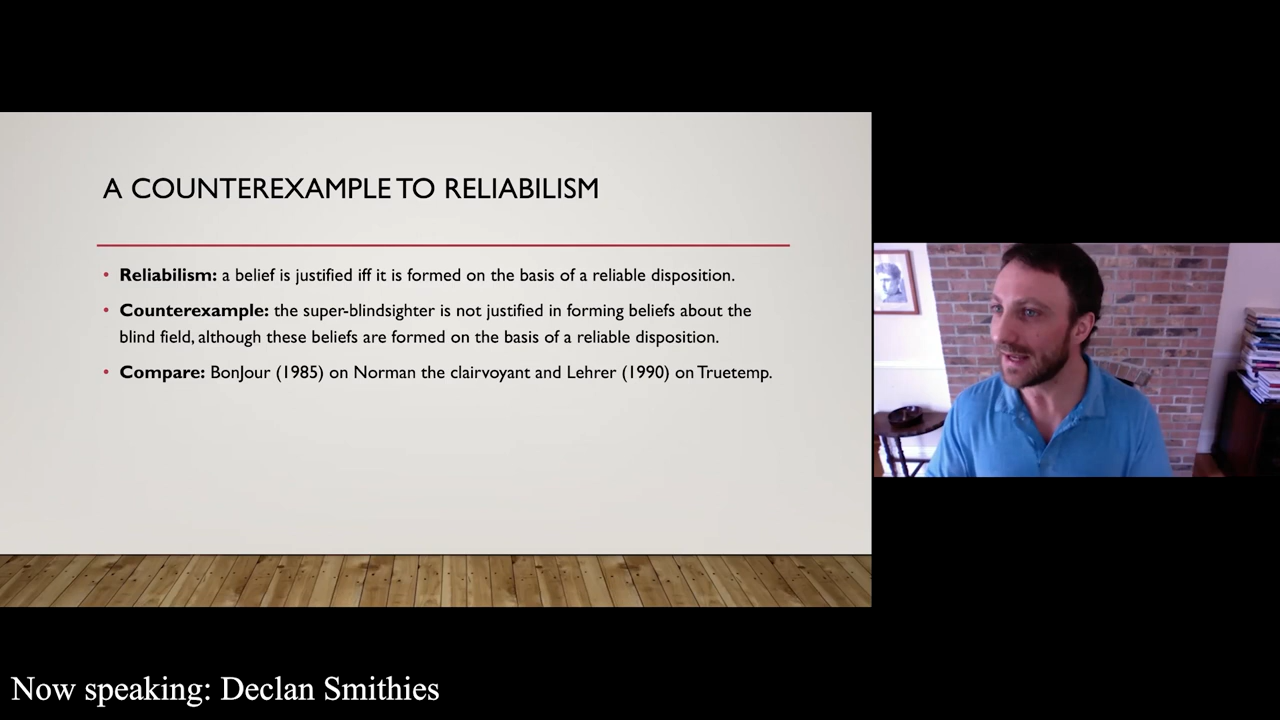 A COUNTEREXAMPLE TO RELIABILISM
• Reliabilism: a belief is justified iff it is formed on the basis of a reliable disposition.
• Counterexample: the super-blindsighter is not justified in forming beliefs about the
blind field, although these beliefs are formed on the basis of a reliable disposition.
• Compare: BonJour (1985) on Norman the clairvoyant and Lehrer (1990) on Truetemp.
Now speaking: Declan Smithies